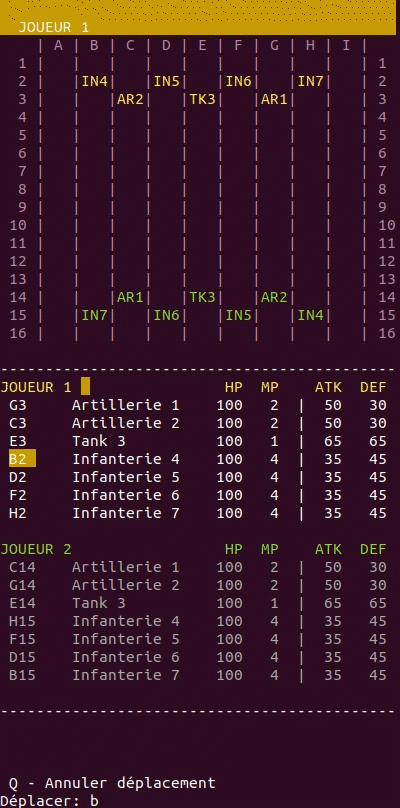 JOUEUR 1
| A | B | C | D | E | F | G | H | I |
1 | | | | | | | | | | 1
2 | |IN4| |IN5| |IN6| |IN7| | 2
3 | | |AR2| |TK3| |AR1| | | 3
4 | | | | | | | | | | 4
5 | | | | | | | | | | 5
6 | | | | | | | | | | 6
7 | | | | | | | | | | 7
8 | | | | | | | | | | 8
9 | | | | | | | | | | 9
10 | | | | | | | | | | 10
11 | | | | | | | | | | 11
12 | | | | | | | | | | 12
13 | | | | | | | | | | 13
14 | | |AR1| |TK3| |AR2| | | 14
15 | |IN7| |IN6| |IN5| |IN4| | 15
16 | | | | | | | | | | 16
--------------------------------------------
JOUEUR 1 HP MP ATK DEF
G3 Artillerie 1 100 2 | 50 30
C3 Artillerie 2 100 2 | 50 30
E3 Tank 3 100 1 | 65 65
B2 Infanterie 4 100 4 | 35 45
D2 Infanterie 5 100 4 | 35 45
F2 Infanterie 6 100 4 | 35 45
H2 Infanterie 7 100 4 | 35 45
JOUEUR 2 HP MP ATK DEF
C14 Artillerie 1 100 2 | 50 30
G14 Artillerie 2 100 2 | 50 30
E14 Tank 3 100 1 | 65 65
H15 Infanterie 4 100 4 | 35 45
F15 Infanterie 5 100 4 | 35 45
D15 Infanterie 6 100 4 | 35 45
B15 Infanterie 7 100 4 | 35 45
--------------------------------------------
Q - Annuler déplacement
Déplacer: b